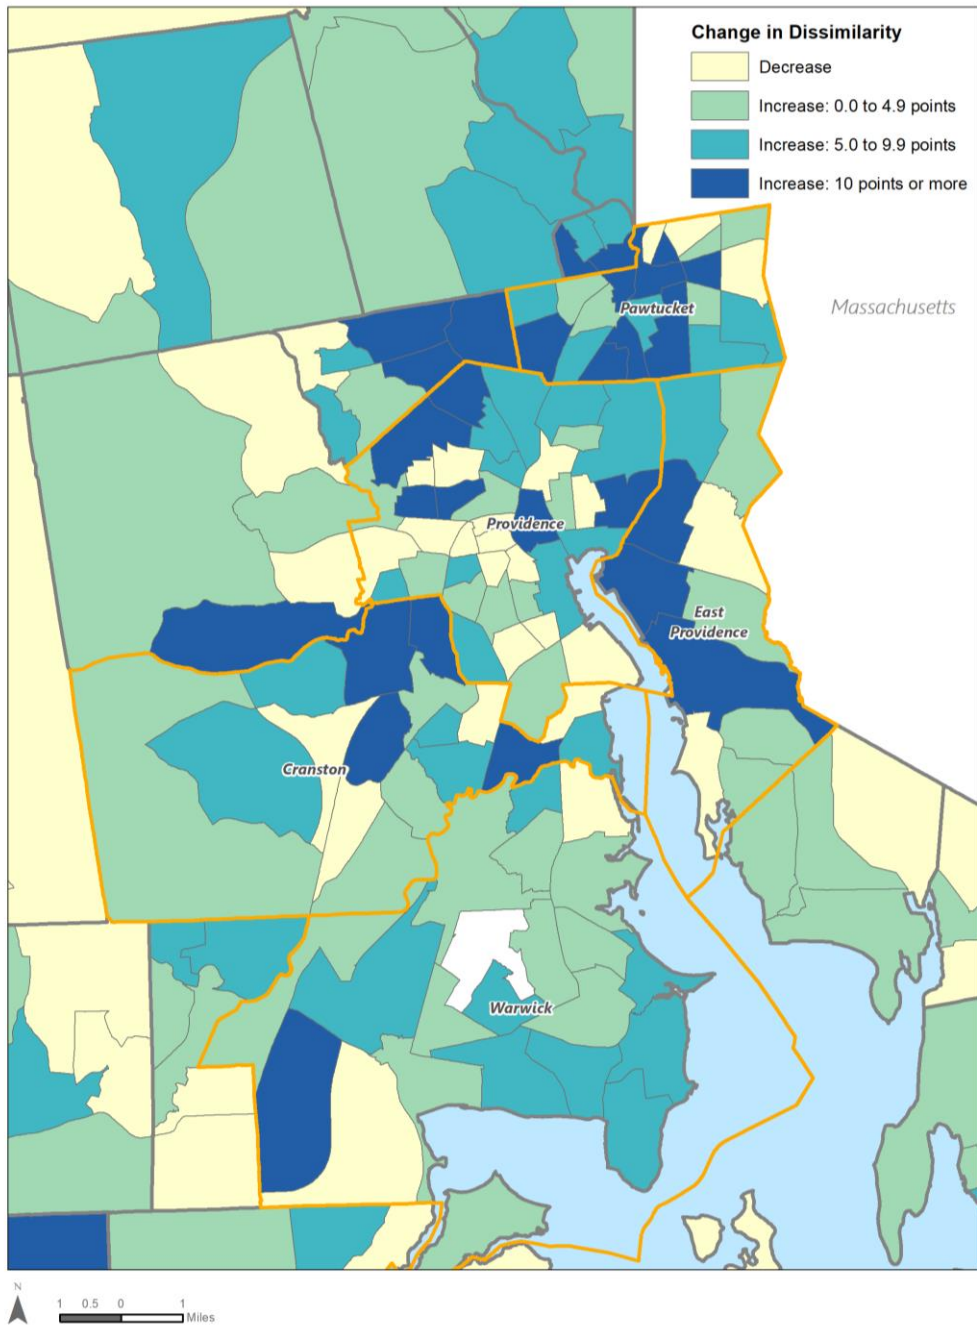 Change in Dissimilarity
Decrease
Increase: 0.0 to 4.9 points
Increase: 5.0 to 9.9 points
Increase: 10 points or more
Pawtucket
Massachusetts
Providence
East
Providence
Cranston
Warwick
N
1 0.5 0 1
Miles